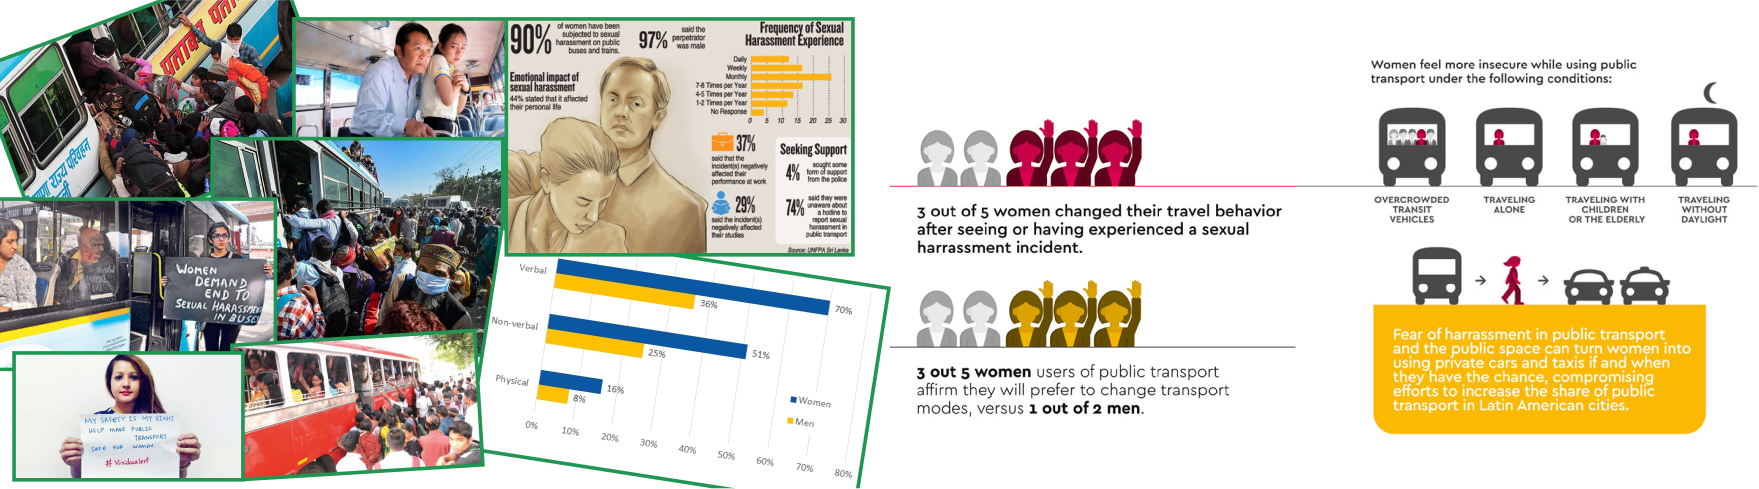 पलाम
पलाम
राज्य परिवहन
90%
of women have been
subjected to sexual
harassment on public
buses and trains.
97%
said the
perpetrator
was male
Emotional impact of
sexual harassment
44% stated that it affected
their personal life
Frequency of Sexual
Harassment Experience
Daily
Weekly
Monthly
7-8 Times per Year
4-5 Times per Year
1-2 Times per Year
No Response
0 5 10 15 20 25 30
37%
said that the
incident(s) negatively
affected their
performance at work
29%
said the incident(s)
negatively affected
their studies
Seeking Support
4%
sought some
form of support
from the police
74%
said they were
unaware about
a hotline to
report sexual
harassment in
public transport
Source: UNFPA Sri Lanka
WOMEN
DEMAND
END TO
SEXUAL HARASSMENT
IN BUSES
MY SAFETY IS MY RIGHT.
HELP MAKE PUBLIC
TRANSPORT
SAFE FOR WOMEN.
Verbal
70%
36%
Non-verbal
51%
25%
Physical
16%
8%
Women
Men
0% 10% 20% 30% 40% 50% 60% 70% 80%
3 out of 5 women changed their travel behavior
after seeing or having experienced a sexual
harrassment incident.
3 out 5 women users of public transport
affirm they will prefer to change transport
modes, versus 1 out of 2 men.
Women feel more insecure while using public
transport under the following conditions:
OVERCROWDED
TRANSIT
VEHICLES
TRAVELING
ALONE
TRAVELING WITH
CHILDREN
OR THE ELDERLY
TRAVELING
WITHOUT
DAYLIGHT
Fear of harrassment in public transport
and the public space can turn women into
using private cars and taxis if and when
they have the chance, compromising
efforts to increase the share of public
transport in Latin American cities.